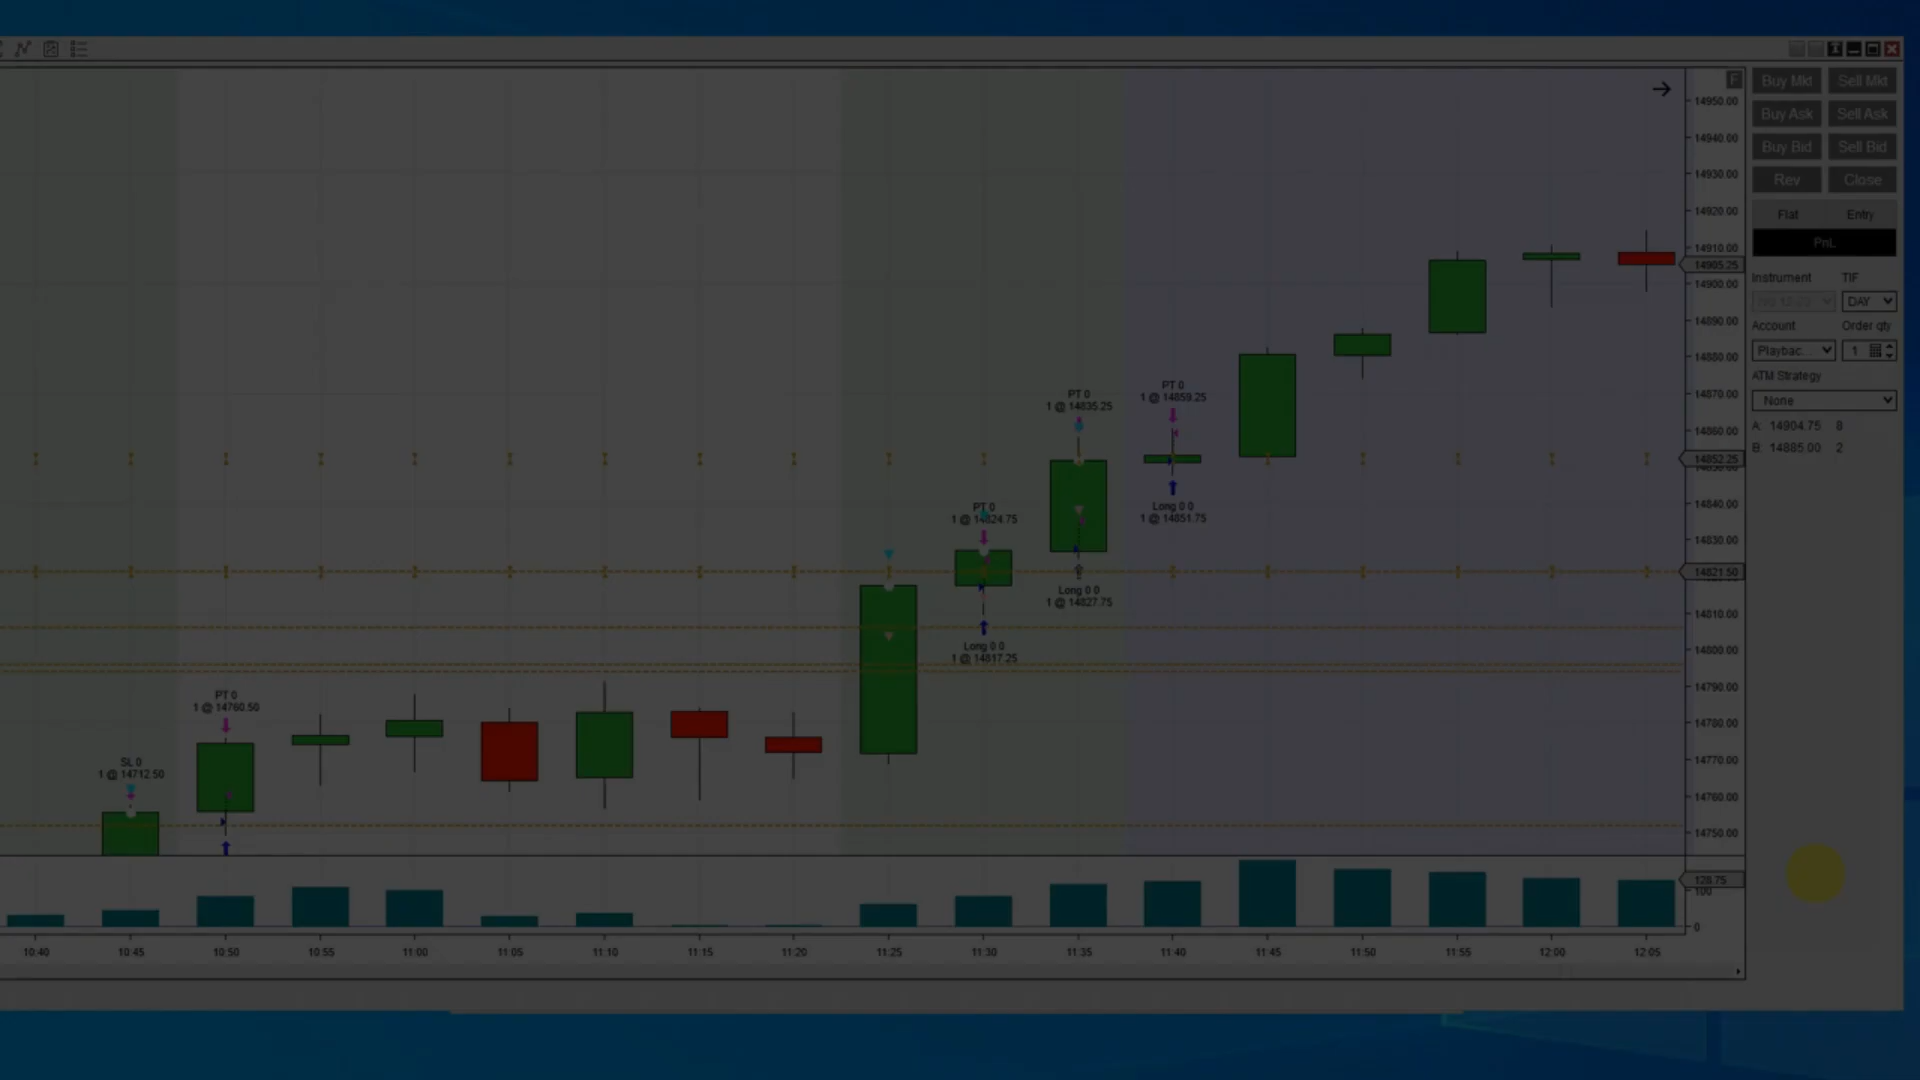 F
14950.00
14940.00
14930.00
14920.00
14910.00
14905.25
14900.00
14890.00
14880.00
14870.00
14860.00
14852.25
14840.00
14830.00
14821.50
14810.00
14800.00
14790.00
14780.00
14770.00
14760.00
14750.00
128.75
100
0
Buy Mkt Sell Mkt
Buy Ask Sell Ask
Buy Bid Sell Bid
Rev Close
Flat Entry
PnL
Instrument TIF
DAY
Account Order qty
Playbac... 1
ATM Strategy
None
A: 14904.75 8
B: 14885.00 2
PT 0
1 @ 14835.25
PT 0
1 @ 14859.25
PT 0
1 @ 14824.75
Long 0 0
1 @ 14851.75
Long 0 0
1 @ 14827.75
Long 0 0
1 @ 14817.25
PT 0
1 @ 14760.50
SL 0
1 @ 14712.50
10:40 10:45 10:50 10:55 11:00 11:05 11:10 11:15 11:20 11:25 11:30 11:35 11:40 11:45 11:50 11:55 12:00 12:05